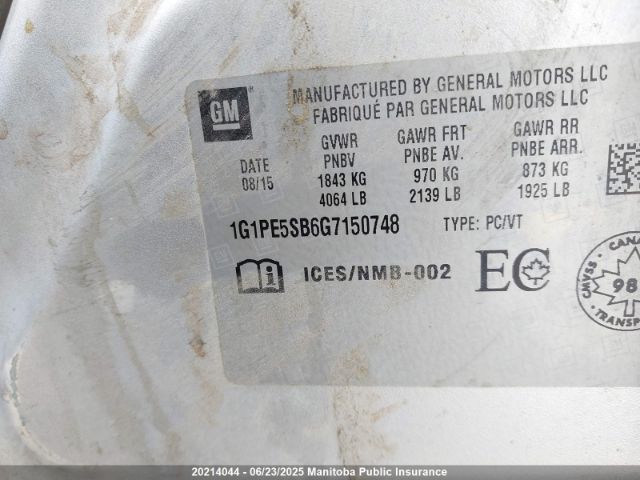 GM
MANUFACTURED BY GENERAL MOTORS LLC
FABRIQUÉ PAR GENERAL MOTORS LLC
DATE
08/15
GVWR
PNBV
1843 KG
4064 LB
GAWR FRT
PNBE AV.
970 KG
2139 LB
GAWR RR
PNBE ARR.
873 KG
1925 LB
1G1PE5SB6G7150748 TYPE: PC/VT
i ICES/NMB-002 EC
CANA
CMVSS
98
TRANSP
20214044 - 06/23/2025 Manitoba Public Insurance